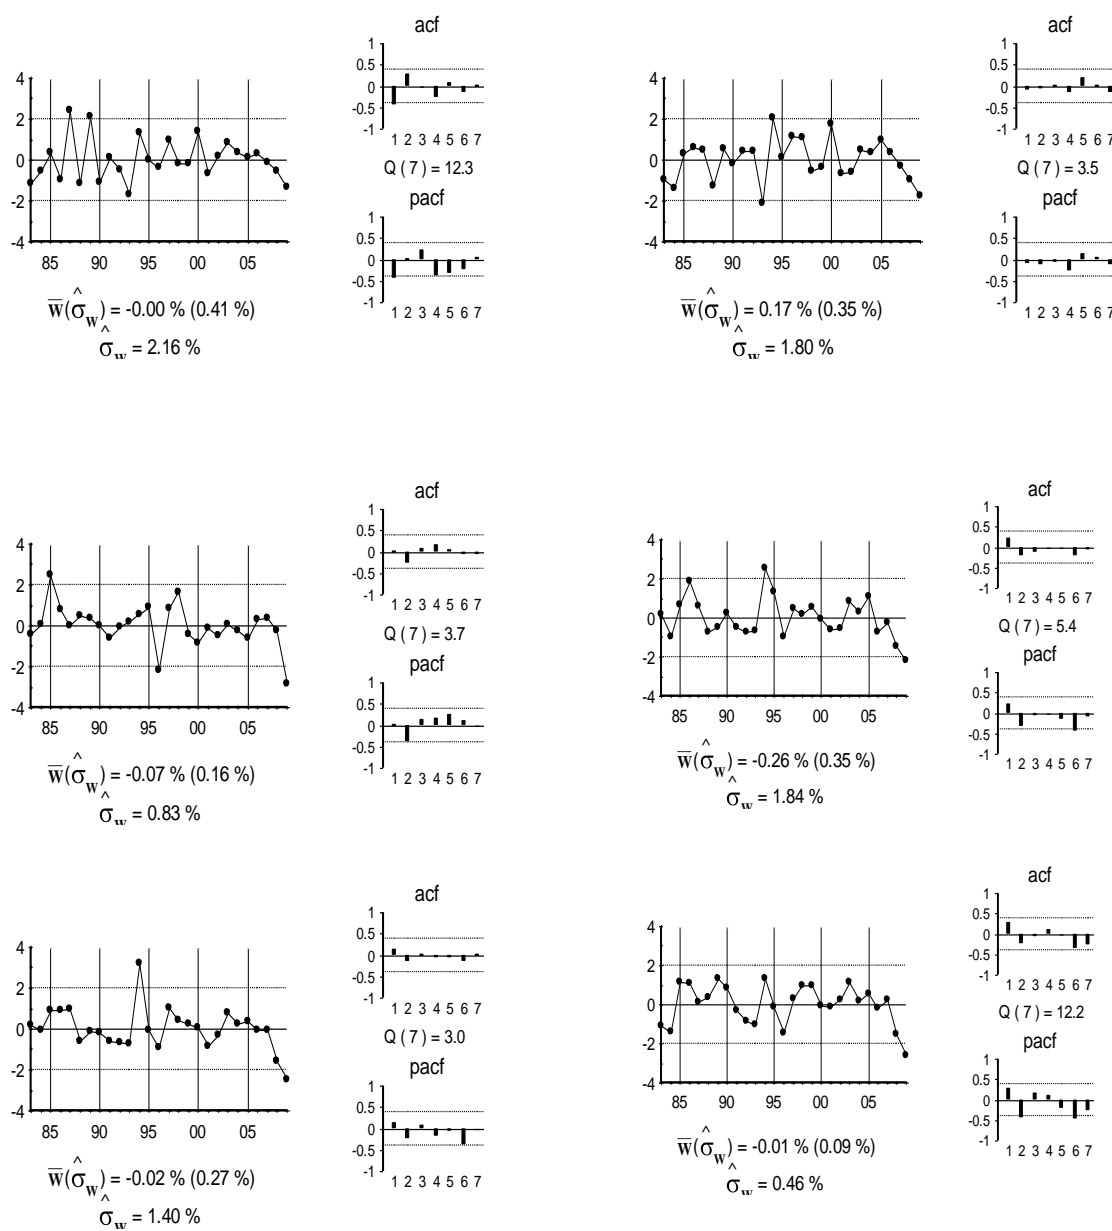 acf
1
0.5
0
-0.5
-1
1 2 3 4 5 6 7
Q ( 7 ) = 12.3
4
2
0
-2
-4
85 90 95 00 05
pacf
1
0.5
0
-0.5
-1
1 2 3 4 5 6 7
w̅(σ̂w) = -0.00 % (0.41 %)
σ̂w = 2.16 %
acf
1
0.5
0
-0.5
-1
1 2 3 4 5 6 7
Q ( 7 ) = 3.5
4
2
0
-2
-4
85 90 95 00 05
pacf
1
0.5
0
-0.5
-1
1 2 3 4 5 6 7
w̅(σ̂w) = 0.17 % (0.35 %)
σ̂w = 1.80 %
acf
1
0.5
0
-0.5
-1
1 2 3 4 5 6 7
Q ( 7 ) = 3.7
4
2
0
-2
-4
85 90 95 00 05
pacf
1
0.5
0
-0.5
-1
1 2 3 4 5 6 7
w̅(σ̂w) = -0.07 % (0.16 %)
σ̂w = 0.83 %
acf
1
0.5
0
-0.5
-1
1 2 3 4 5 6 7
Q ( 7 ) = 5.4
4
2
0
-2
-4
85 90 95 00 05
pacf
1
0.5
0
-0.5
-1
1 2 3 4 5 6 7
w̅(σ̂w) = -0.26 % (0.35 %)
σ̂w = 1.84 %
acf
1
0.5
0
-0.5
-1
1 2 3 4 5 6 7
Q ( 7 ) = 3.0
4
2
0
-2
-4
85 90 95 00 05
pacf
1
0.5
0
-0.5
-1
1 2 3 4 5 6 7
w̅(σ̂w) = -0.02 % (0.27 %)
σ̂w = 1.40 %
acf
1
0.5
0
-0.5
-1
1 2 3 4 5 6 7
Q ( 7 ) = 12.2
4
2
0
-2
-4
85 90 95 00 05
pacf
1
0.5
0
-0.5
-1
1 2 3 4 5 6 7
w̅(σ̂w) = -0.01 % (0.09 %)
σ̂w = 0.46 %